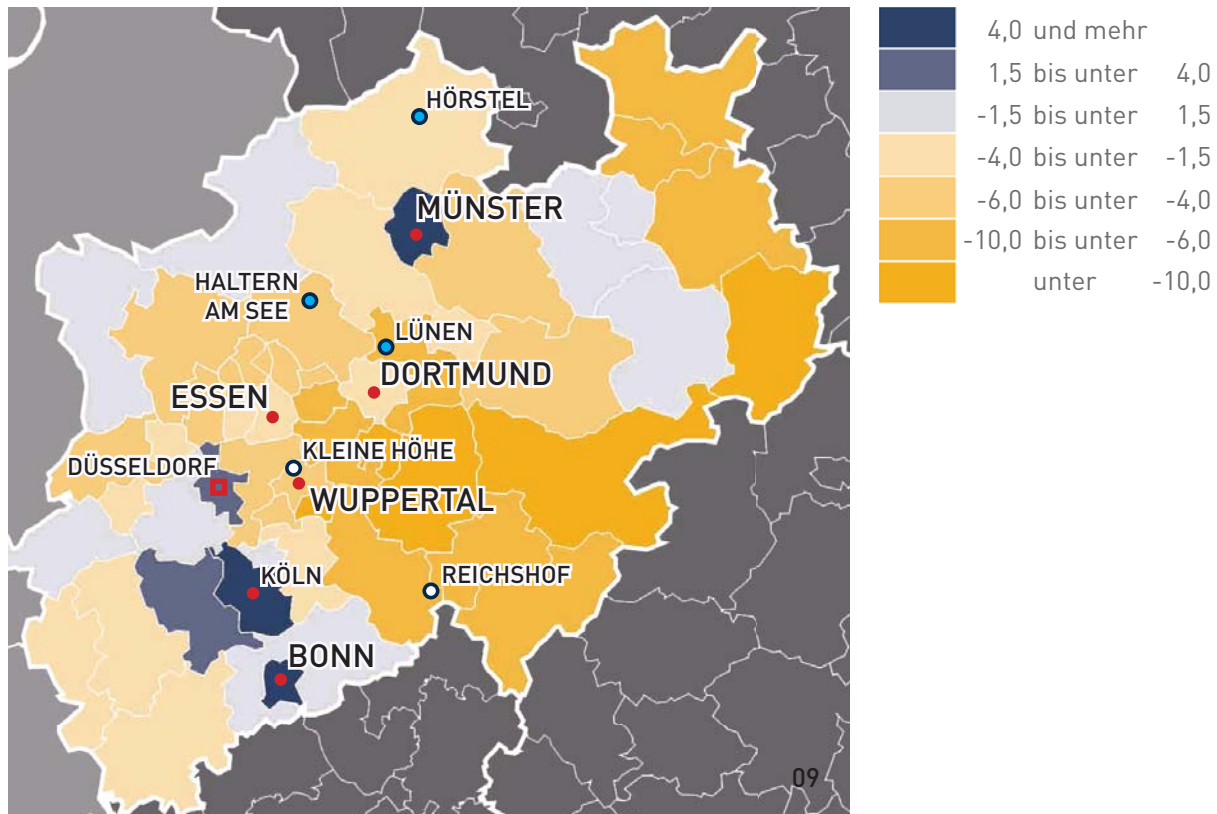 HÖRSTEL
MÜNSTER
HALTERN
AM SEE
LÜNEN
DORTMUND
ESSEN
KLEINE HÖHE
DÜSSELDORF
WUPPERTAL
KÖLN
REICHSHOF
BONN
09
4,0 und mehr
1,5 bis unter 4,0
-1,5 bis unter 1,5
-4,0 bis unter -1,5
-6,0 bis unter -4,0
-10,0 bis unter -6,0
unter -10,0